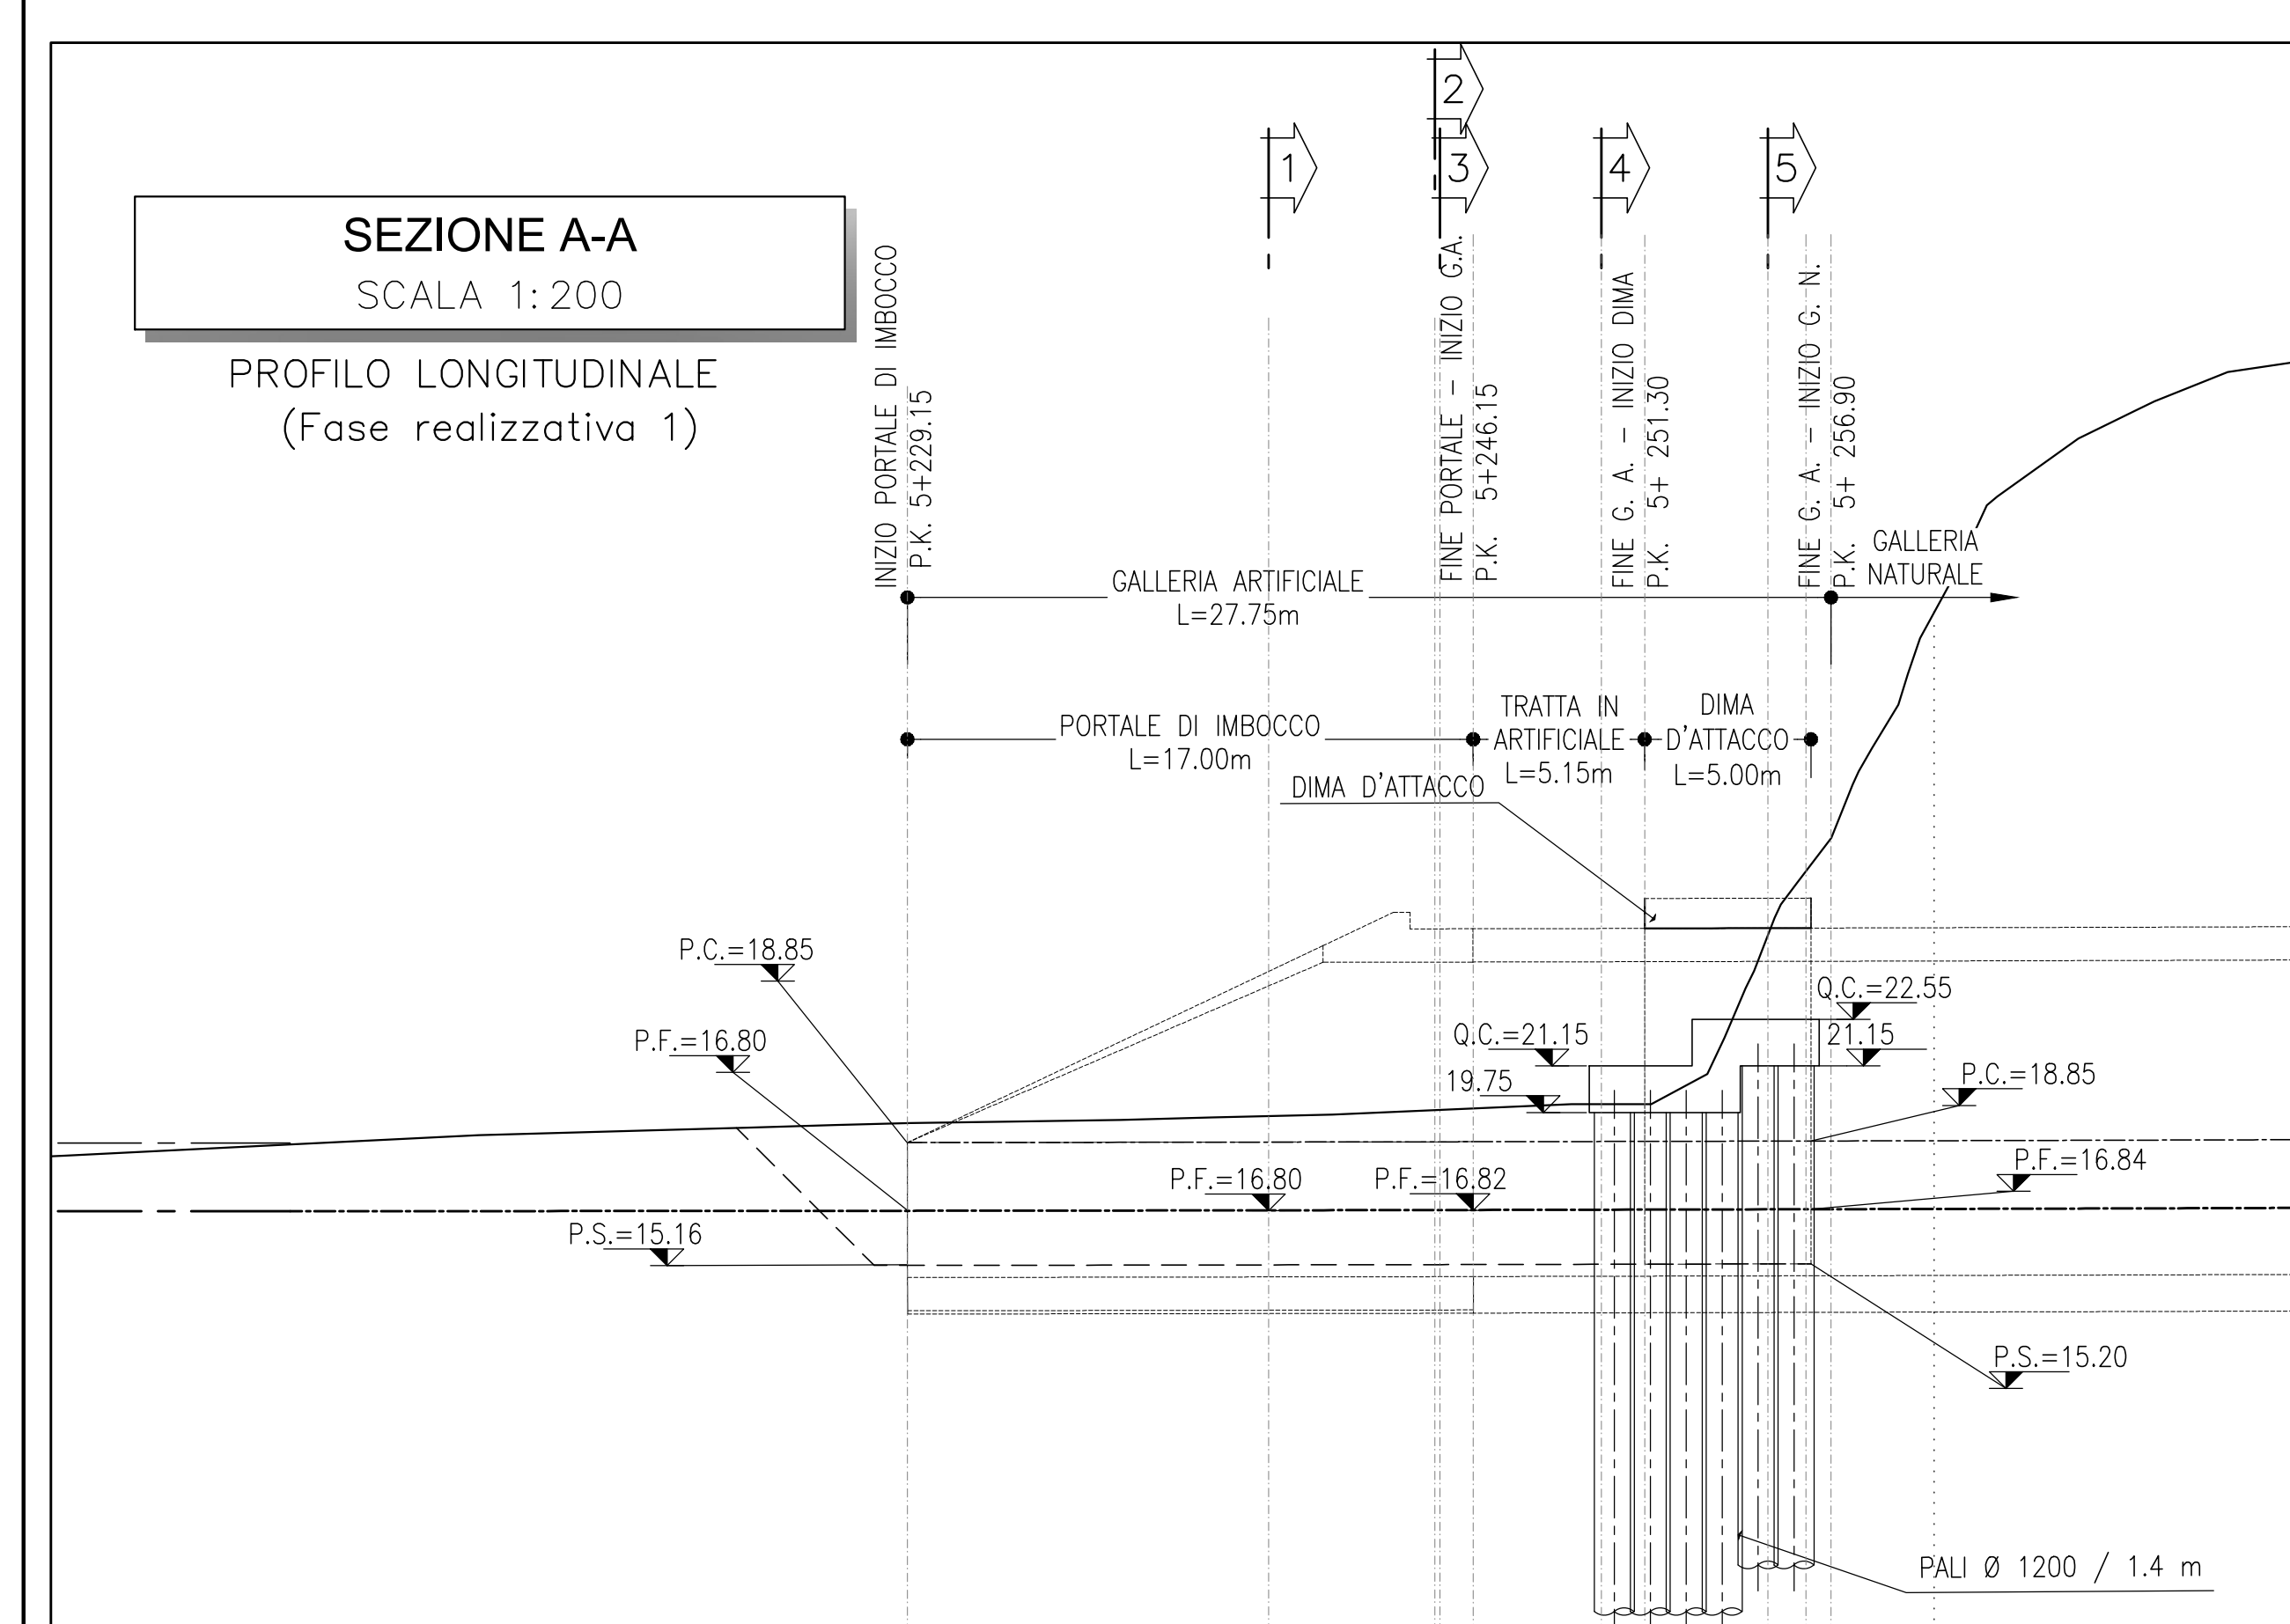 2
1
3
4
5
SEZIONE A-A
SCALA 1:200
PROFILO LONGITUDINALE
(Fase realizzativa 1)
INIZIO PORTALE DI IMBOCCO
P.K. 5+229.15
FINE PORTALE - INIZIO G.A.
P.K. 5+246.15
FINE G. A. - INIZIO DIMA
P.K. 5+ 251.30
FINE G. A. - INIZIO G. N.
P.K. 5+ 256.90
GALLERIA
NATURALE
GALLERIA ARTIFICIALE
L=27.75m
PORTALE DI IMBOCCO
L=17.00m
TRATTA IN
ARTIFICIALE
L=5.15m
DIMA
D'ATTACCO
L=5.00m
DIMA D'ATTACCO
P.C.=18.85
P.F.=16.80
P.S.=15.16
P.F.=16.80
P.F.=16.82
Q.C.=21.15
19.75
Q.C.=22.55
21.15
P.C.=18.85
P.F.=16.84
P.S.=15.20
PALI Ø 1200 / 1.4 m